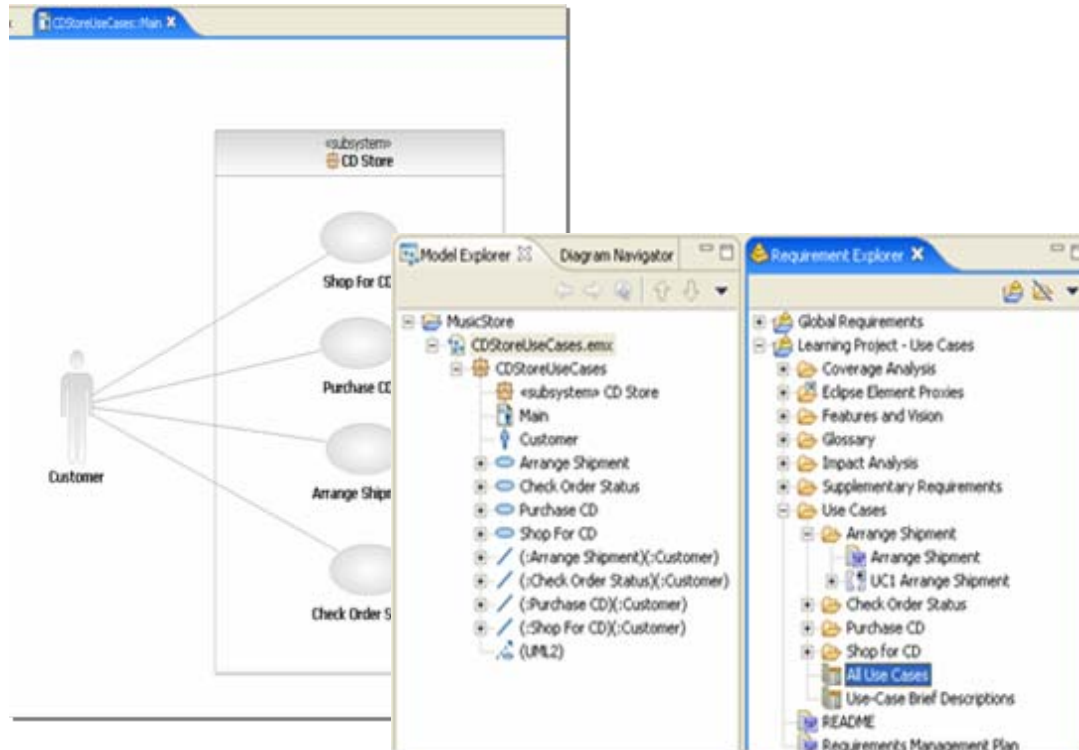 CDStoreUseCases::Main
«subsystem»
CD Store
Shop For CD
Purchase CD
Customer
Arrange Shipm
Check Order S
Model Explorer
Diagram Navigator
MusicStore
CDStoreUseCases.emx
CDStoreUseCases
«subsystem» CD Store
Main
Customer
Arrange Shipment
Check Order Status
Purchase CD
Shop For CD
(:Arrange Shipment)(:Customer)
(:Check Order Status)(:Customer)
(:Purchase CD)(:Customer)
(:Shop For CD)(:Customer)
(UML2)
Requirement Explorer
Global Requirements
Learning Project - Use Cases
Coverage Analysis
Eclipse Element Proxies
Features and Vision
Glossary
Impact Analysis
Supplementary Requirements
Use Cases
Arrange Shipment
Arrange Shipment
UC1 Arrange Shipment
Check Order Status
Purchase CD
Shop for CD
All Use Cases
Use-Case Brief Descriptions
README
Requirements Management Plan